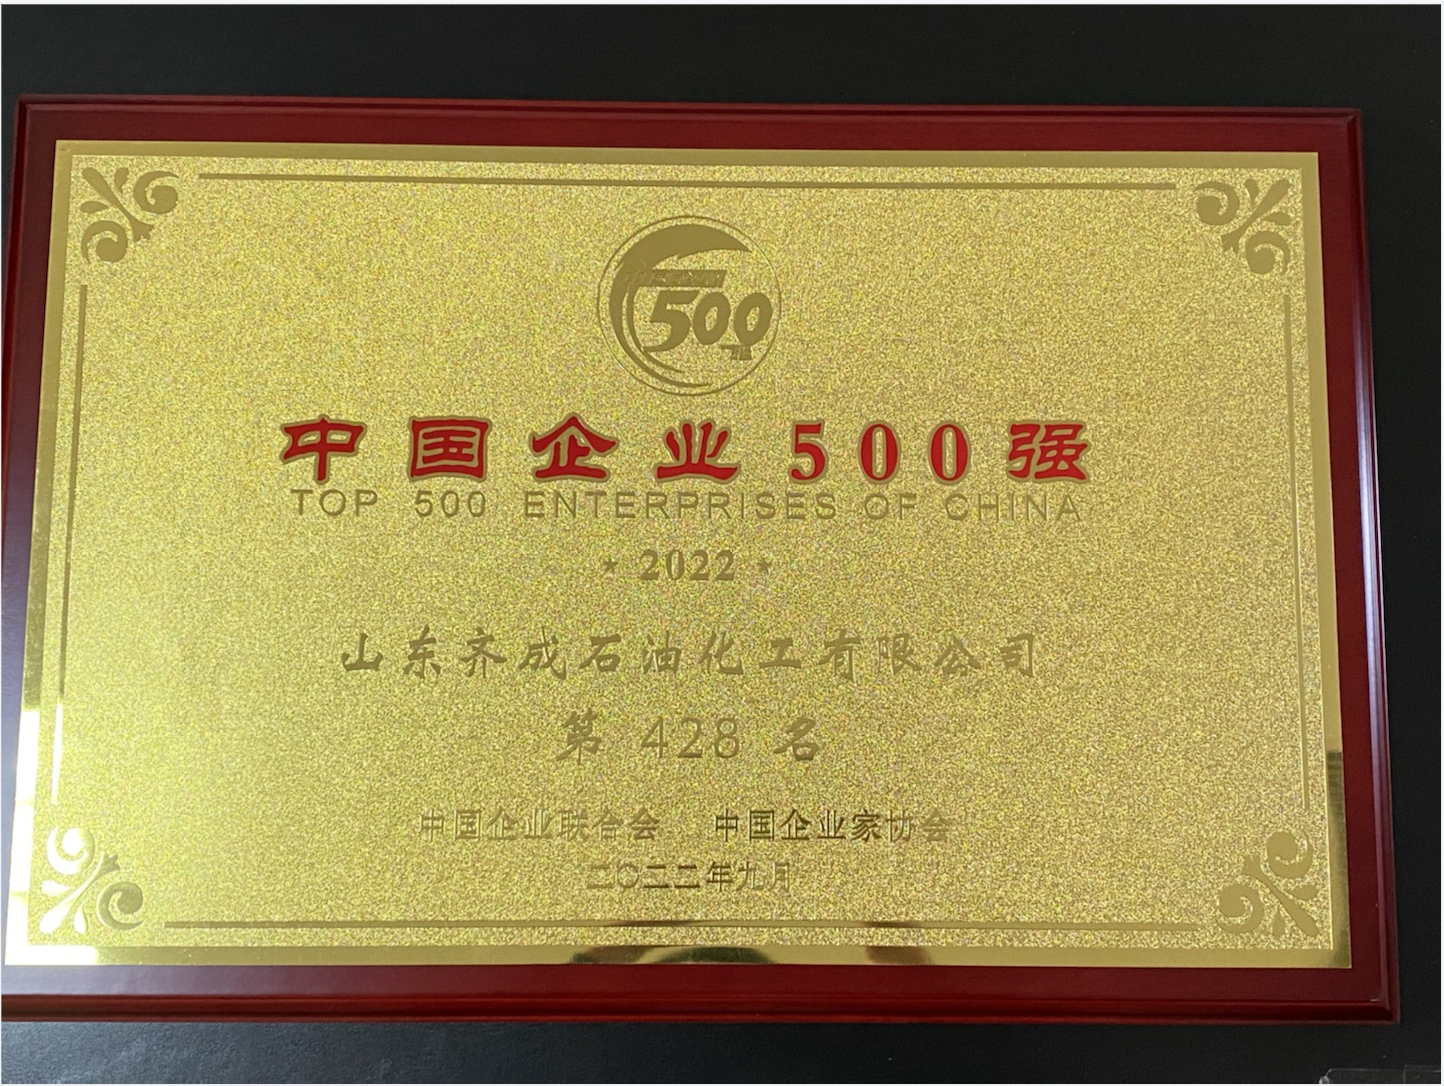 500
中国企业500强
TOP 500 ENTERPRISES OF CHINA
★ 2022 ★
山东齐成石油化工有限公司
第 428 名
中国企业联合会 中国企业家协会
二〇二二年九月